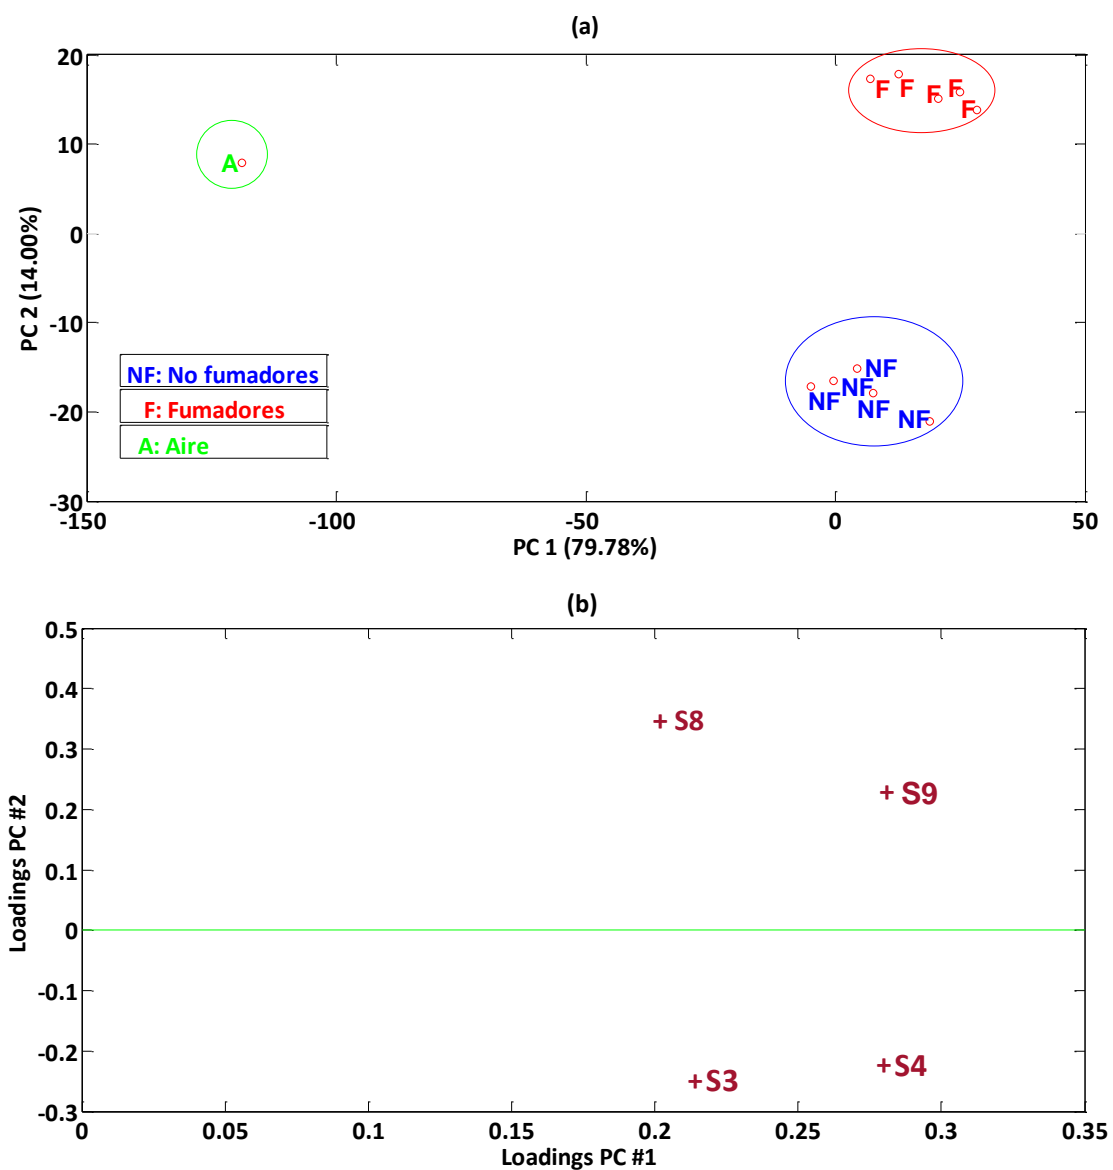 (a)
20
10
0
-10
-20
-30
PC 2 (14.00%)
A
F F F F F
NF
NF
NF NF NF
NF: No fumadores
F: Fumadores
A: Aire
-150 -100 -50 0 50
PC 1 (79.78%)
(b)
0.5
0.4
0.3
0.2
0.1
0
-0.1
-0.2
-0.3
Loadings PC #2
+ S8
+ S9
+S4
+S3
0 0.05 0.1 0.15 0.2 0.25 0.3 0.35
Loadings PC #1